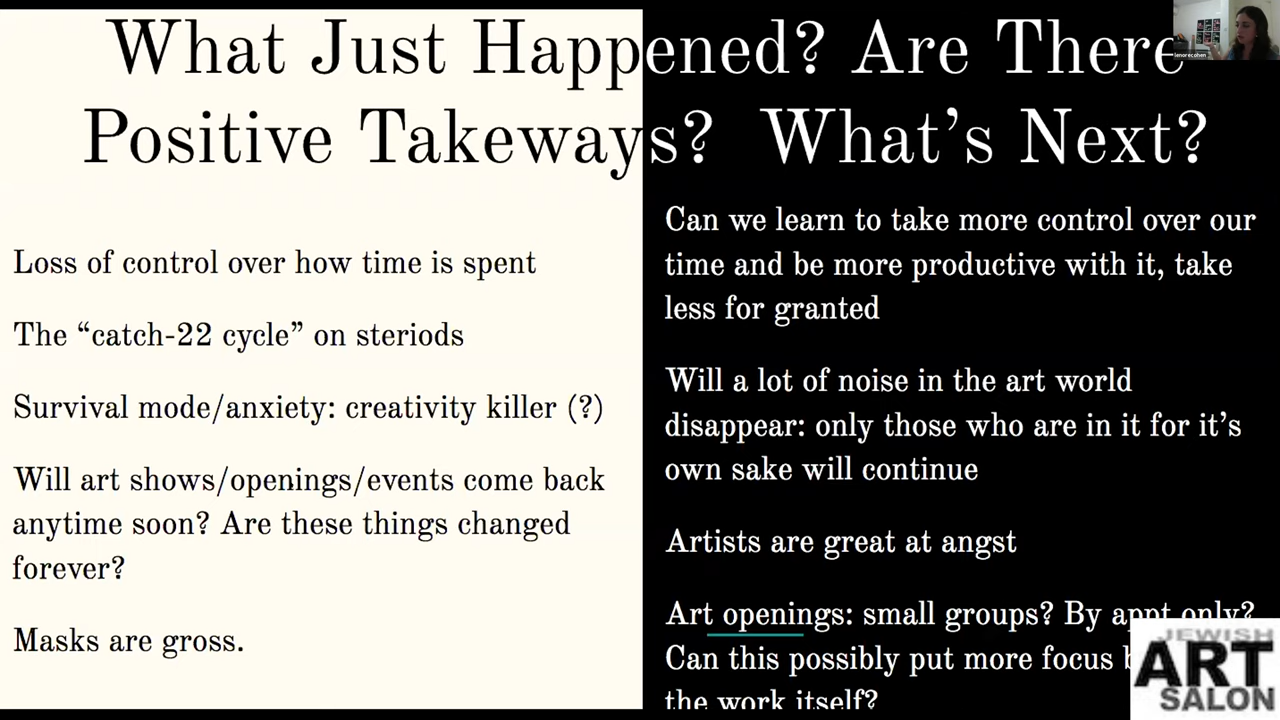 What Just Happened? Are There
Positive Takeways? What's Next?
lenorecohen
Loss of control over how time is spent
The “catch-22 cycle” on steriods
Survival mode/anxiety: creativity killer (?)
Will art shows/openings/events come back
anytime soon? Are these things changed
forever?
Masks are gross.
Can we learn to take more control over our
time and be more productive with it, take
less for granted
Will a lot of noise in the art world
disappear: only those who are in it for it’s
own sake will continue
Artists are great at angst
Art openings: small groups? By appt only?
Can this possibly put more focus
the work itself?
JEWISH
ART
SALON